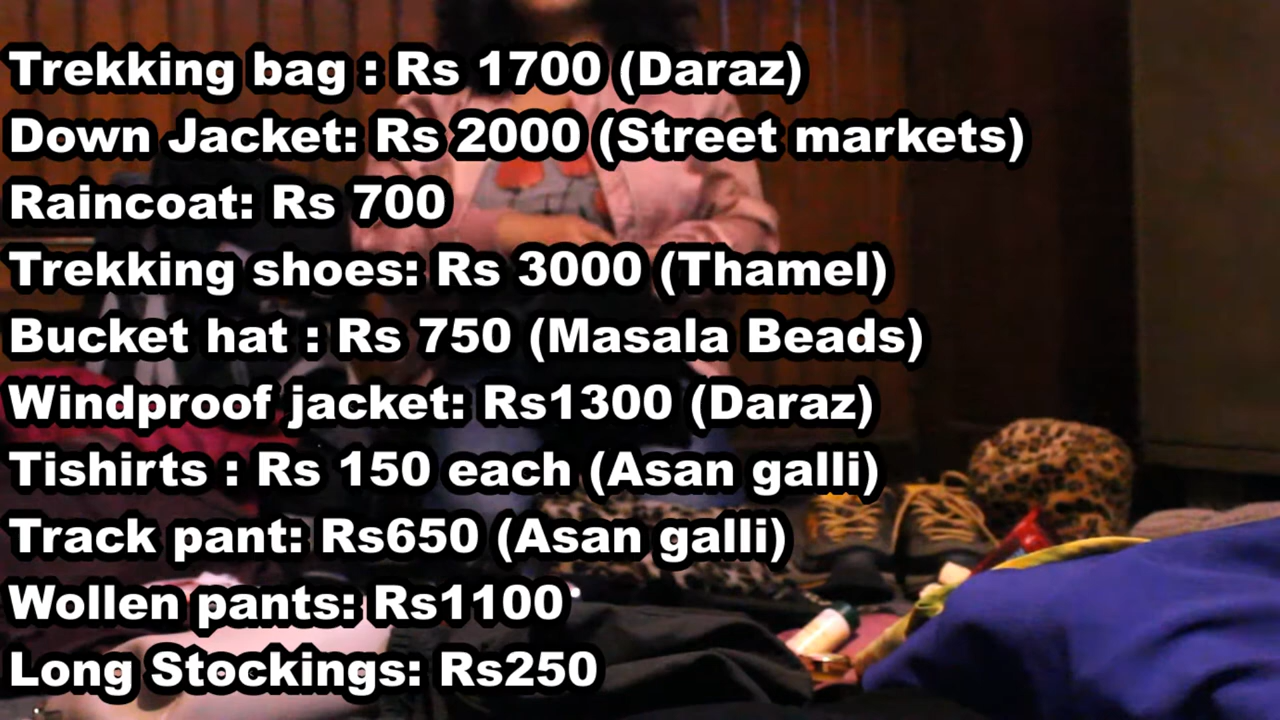 Trekking bag : Rs 1700 (Daraz)
Down Jacket: Rs 2000 (Street markets)
Raincoat: Rs 700
Trekking shoes: Rs 3000 (Thamel)
Bucket hat : Rs 750 (Masala Beads)
Windproof jacket: Rs1300 (Daraz)
Tishirts : Rs 150 each (Asan galli)
Track pant: Rs650 (Asan galli)
Wollen pants: Rs1100
Long Stockings: Rs250